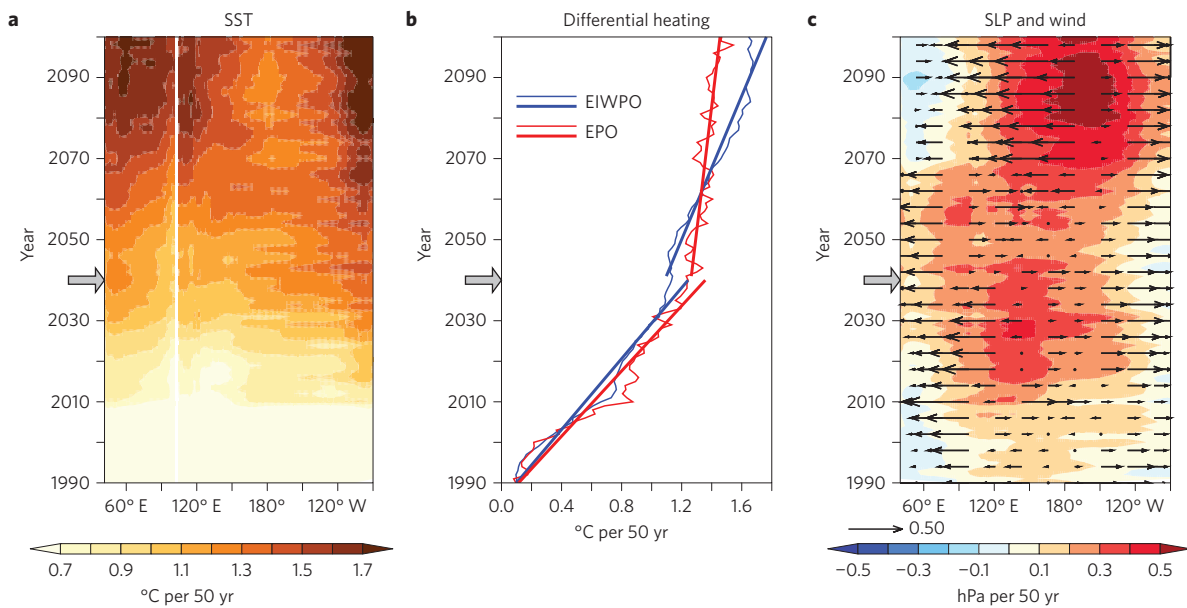 a
SST
Year
2090
2070
2050
2030
2010
1990
60° E
120° E
180°
120° W
0.7
0.9
1.1
1.3
1.5
1.7
°C per 50 yr
b
Differential heating
EIWPO
EPO
Year
2090
2070
2050
2030
2010
1990
0.0
0.4
0.8
1.2
1.6
°C per 50 yr
c
SLP and wind
Year
2090
2070
2050
2030
2010
1990
60° E
120° E
180°
120° W
0.50
−0.5
−0.3
−0.1
0.1
0.3
0.5
hPa per 50 yr